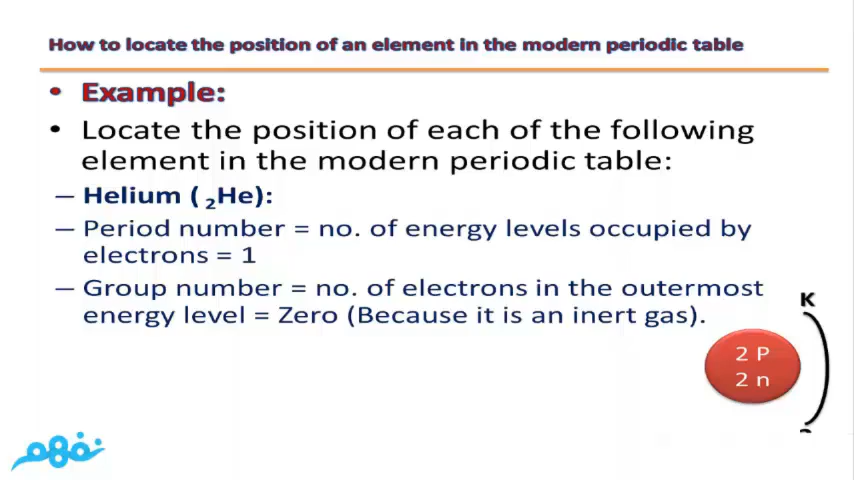 How to locate the position of an element in the modern periodic table
• Example:
• Locate the position of each of the following
element in the modern periodic table:
– Helium ( ₂He):
– Period number = no. of energy levels occupied by
electrons = 1
– Group number = no. of electrons in the outermost
energy level = Zero (Because it is an inert gas).
K
2 P
2 n
نفهم